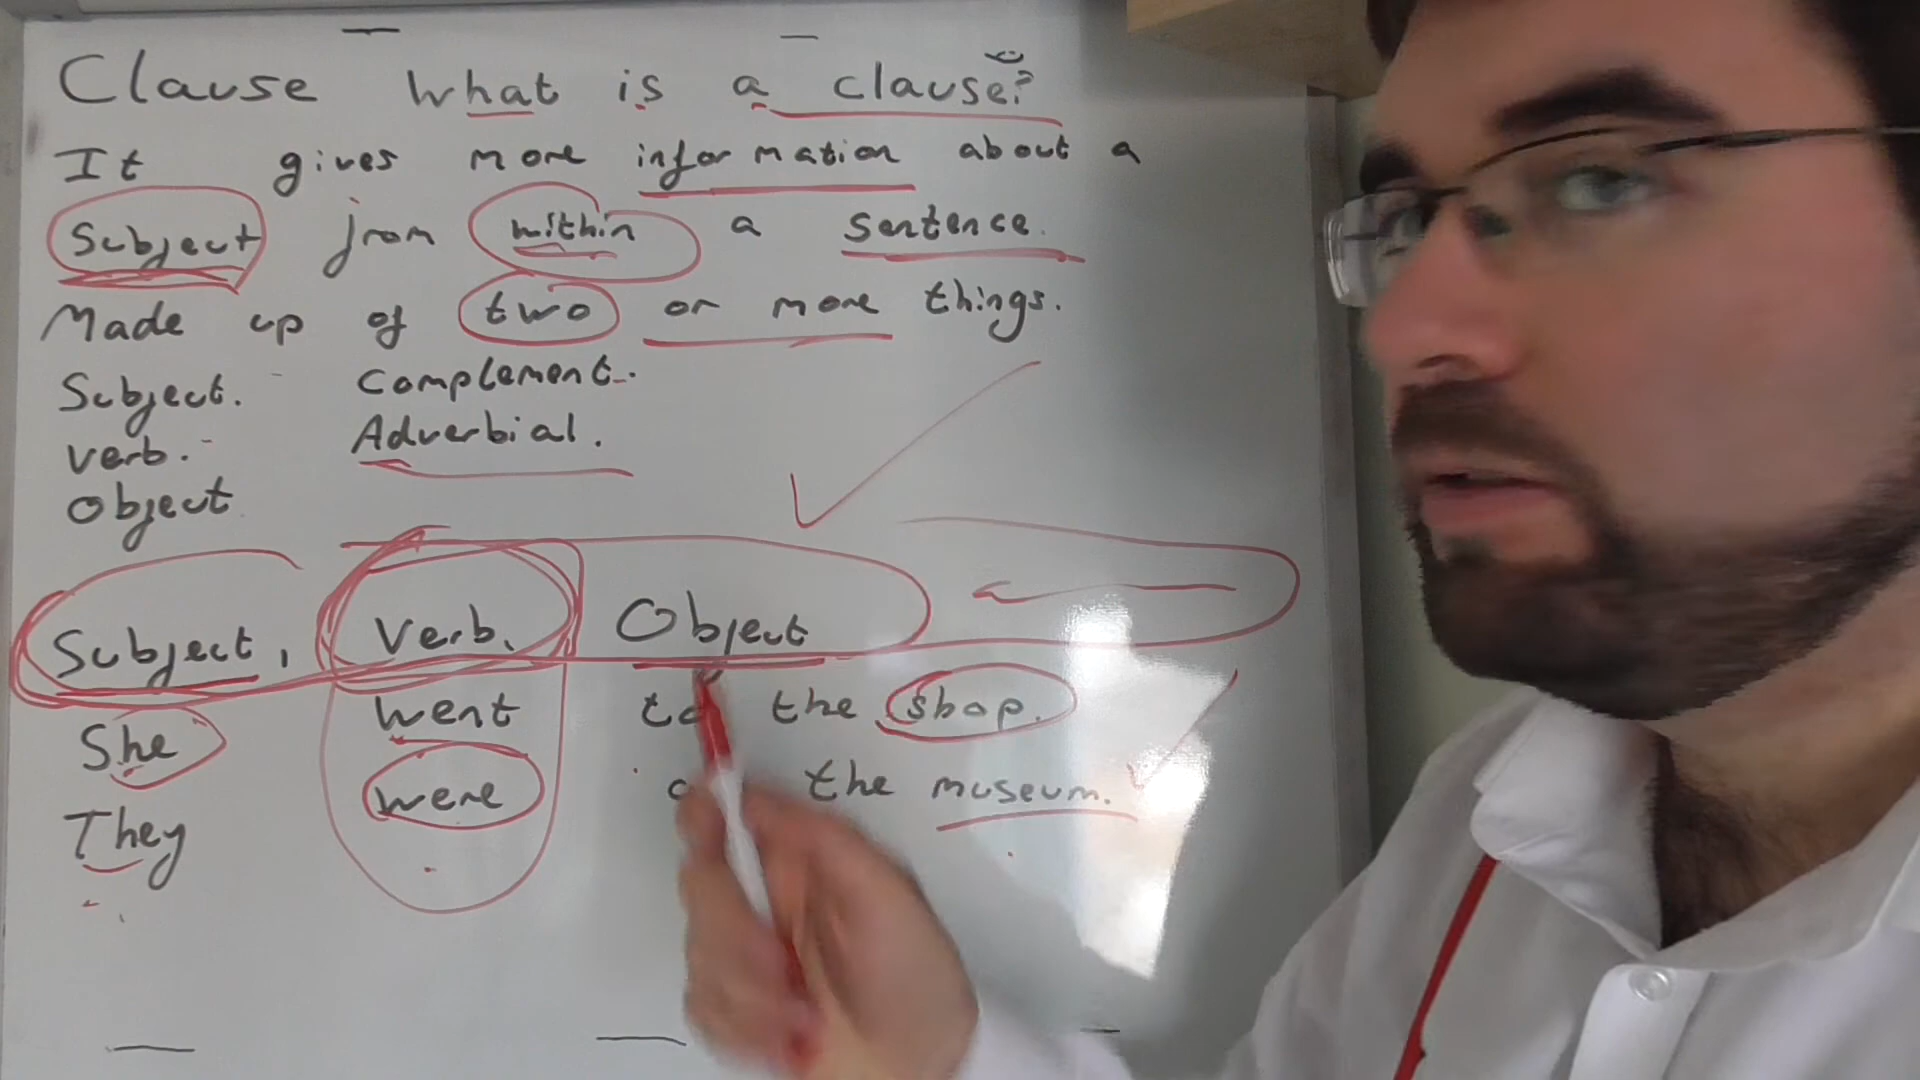 Clause What is a clause?
It gives more information about a
Subject from within a sentence.
Made up of two or more things.
Subject. Complement.
Verb. Adverbial.
Object
Subject, Verb, Object
She went to the shop.
They were the museum.